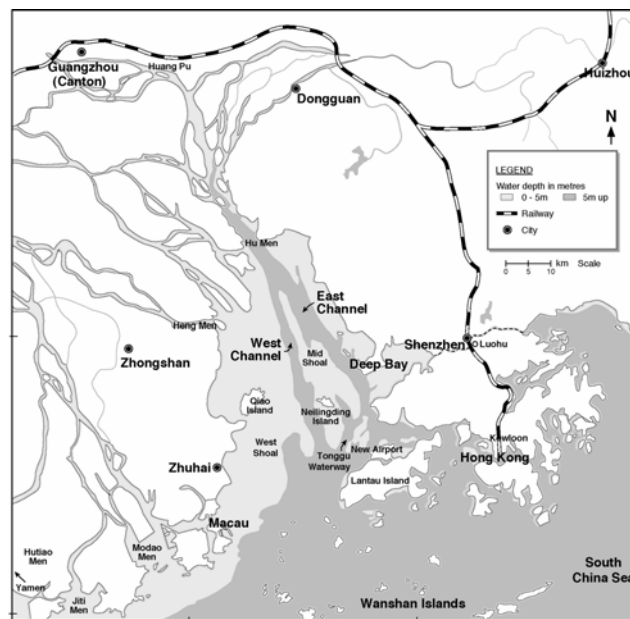 Guangzhou
(Canton)
Huang Pu
Dongguan
Huizhou
N
LEGEND
Water depth in metres
0 - 5m
5m up
Railway
City
0 5 10 km Scale
Hu Men
East
Channel
Heng Men
West
Channel
Zhongshan
Mid
Shoal
Deep Bay
Shenzhen
Luohu
Qiao
Island
Neilingding
Island
West
Shoal
Tonggu
Waterway
New Airport
Kowloon
Hong Kong
Zhuhai
Lantau Island
Macau
Hutiao
Men
Modao
Men
Yamen
Jiti
Men
South
China Sea
Wanshan Islands